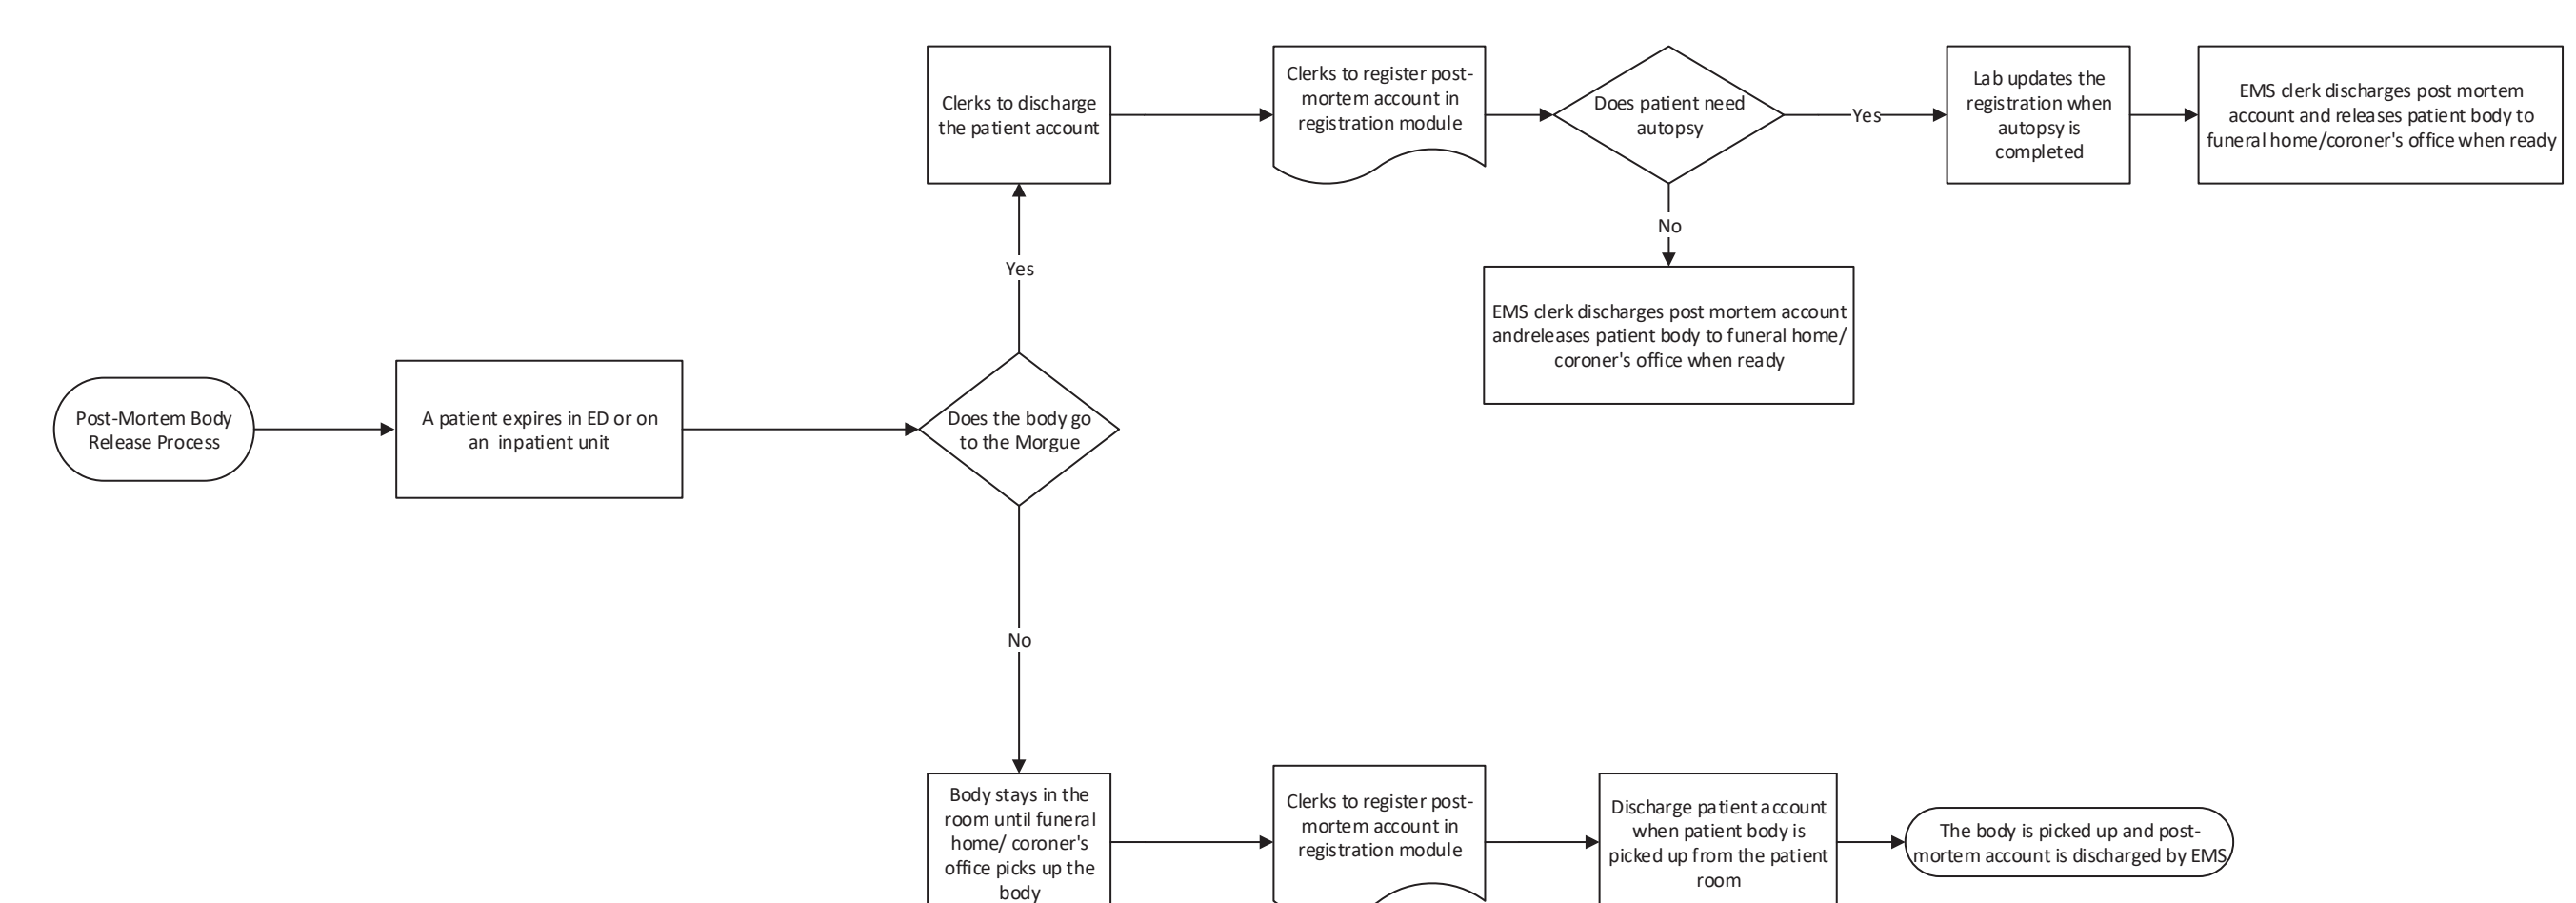 Clerks to discharge
the patient account
Clerks to register post-
mortem account in
registration module
Does patient need
autopsy
Yes
Lab updates the
registration when
autopsy is
completed
EMS clerk discharges post mortem
account and releases patient body to
funeral home/coroner's office when ready
No
EMS clerk discharges post mortem account
andreleases patient body to funeral home/
coroner's office when ready
Yes
Post-Mortem Body
Release Process
A patient expires in ED or on
an inpatient unit
Does the body go
to the Morgue
No
Body stays in the
room until funeral
home/ coroner's
office picks up the
body
Clerks to register post-
mortem account in
registration module
Discharge patient account
when patient body is
picked up from the patient
room
The body is picked up and post-
mortem account is discharged by EMS